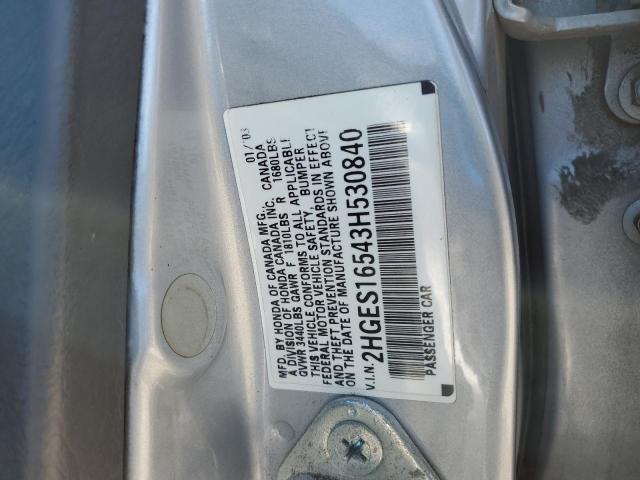 MFD. BY HONDA OF CANADA MFG. 01/'03
A DIVISION OF HONDA CANADA INC. CANADA
GVWR 3440LBS GAWR F 1810LBS R 1680LBS
THIS VEHICLE CONFORMS TO ALL APPLICABLE
FEDERAL MOTOR VEHICLE SAFETY, BUMPER
AND THEFT PREVENTION STANDARDS IN EFFECT
ON THE DATE OF MANUFACTURE SHOWN ABOVE
V.I.N. 2HGES16543H530840
PASSENGER CAR